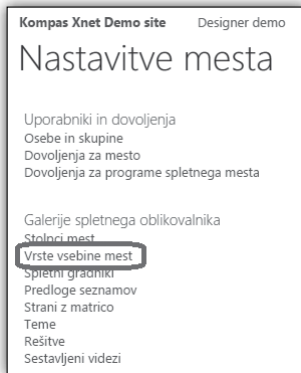 Kompas Xnet Demo site Designer demo
Nastavitve mesta
Uporabniki in dovoljenja
Osebe in skupine
Dovoljenja za mesto
Dovoljenja za programe spletnega mesta
Galerije spletnega oblikovalnika
Stolpci mest
Vrste vsebine mest
Spletni gradniki
Predloge seznamov
Strani z matrico
Teme
Rešitve
Sestavljeni videzi